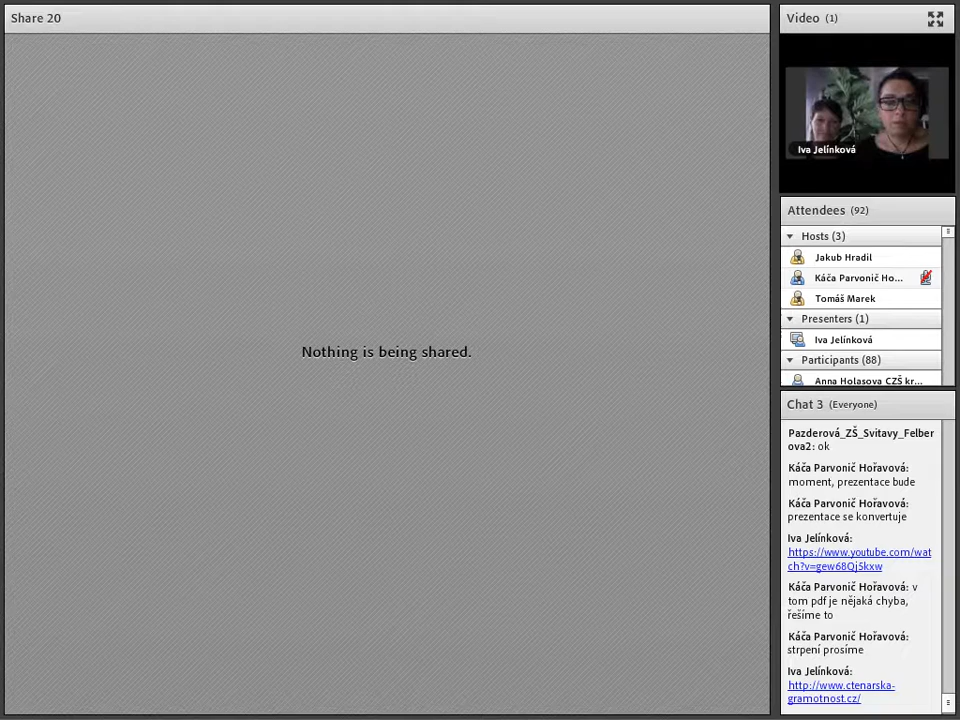 Share 20
Nothing is being shared.
Video (1)
Iva Jelínková
Attendees (92)
Hosts (3)
Jakub Hradil
Káča Parvonič Ho...
Tomáš Marek
Presenters (1)
Iva Jelínková
Participants (88)
Anna Holasova CZŠ kr...
Chat 3 (Everyone)
Pazderová_ZŠ_Svitavy_Felber
ova2: ok
Káča Parvonič Hořavová:
moment, prezentace bude
Káča Parvonič Hořavová:
prezentace se konvertuje
Iva Jelínková:
https://www.youtube.com/wat
ch?v=gew68Qj5kxw
Káča Parvonič Hořavová: v
tom pdf je nějaká chyba,
řešíme to
Káča Parvonič Hořavová:
strpení prosíme
Iva Jelínková:
http://www.ctenarska-
gramotnost.cz/